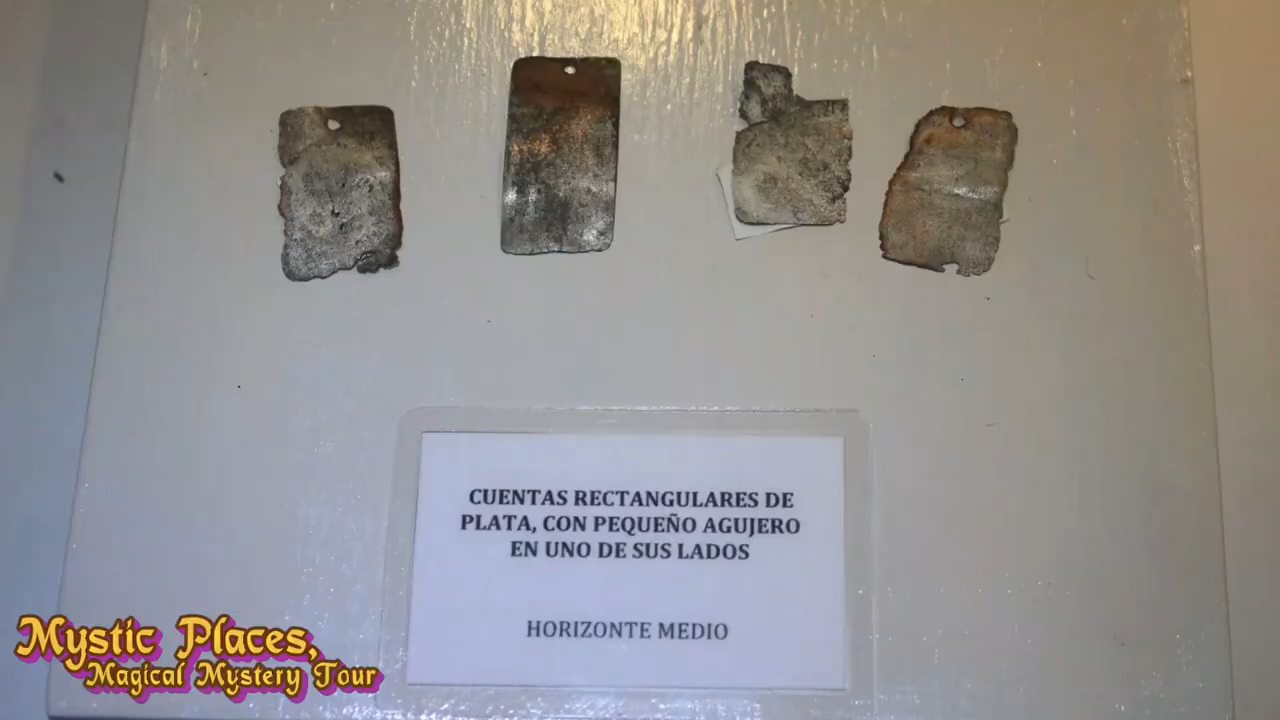 CUENTAS RECTANGULARES DE
PLATA, CON PEQUEÑO AGUJERO
EN UNO DE SUS LADOS
HORIZONTE MEDIO
Mystic Places,
Magical Mystery Tour